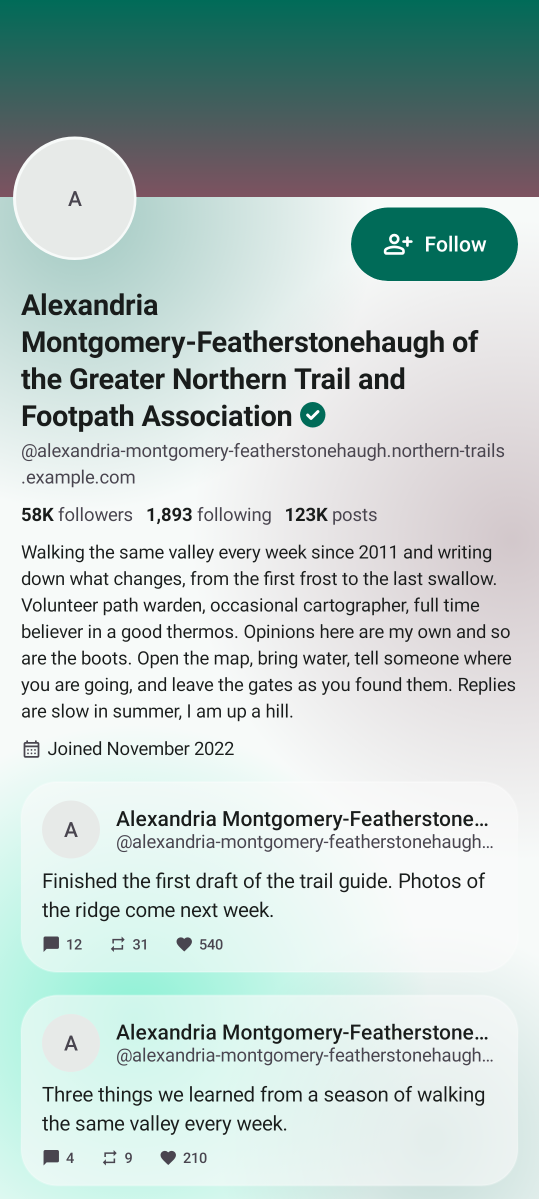 A
Follow
Alexandria
Montgomery-Featherstonehaugh of
the Greater Northern Trail and
Footpath Association
@alexandria-montgomery-featherstonehaugh.northern-trails
.example.com
58K followers 1,893 following 123K posts
Walking the same valley every week since 2011 and writing
down what changes, from the first frost to the last swallow.
Volunteer path warden, occasional cartographer, full time
believer in a good thermos. Opinions here are my own and so
are the boots. Open the map, bring water, tell someone where
you are going, and leave the gates as you found them. Replies
are slow in summer, I am up a hill.
Joined November 2022
A
Alexandria Montgomery-Featherstone...
@alexandria-montgomery-featherstonehaugh...
Finished the first draft of the trail guide. Photos of
the ridge come next week.
12 31 540
A
Alexandria Montgomery-Featherstone...
@alexandria-montgomery-featherstonehaugh...
Three things we learned from a season of walking
the same valley every week.
4 9 210